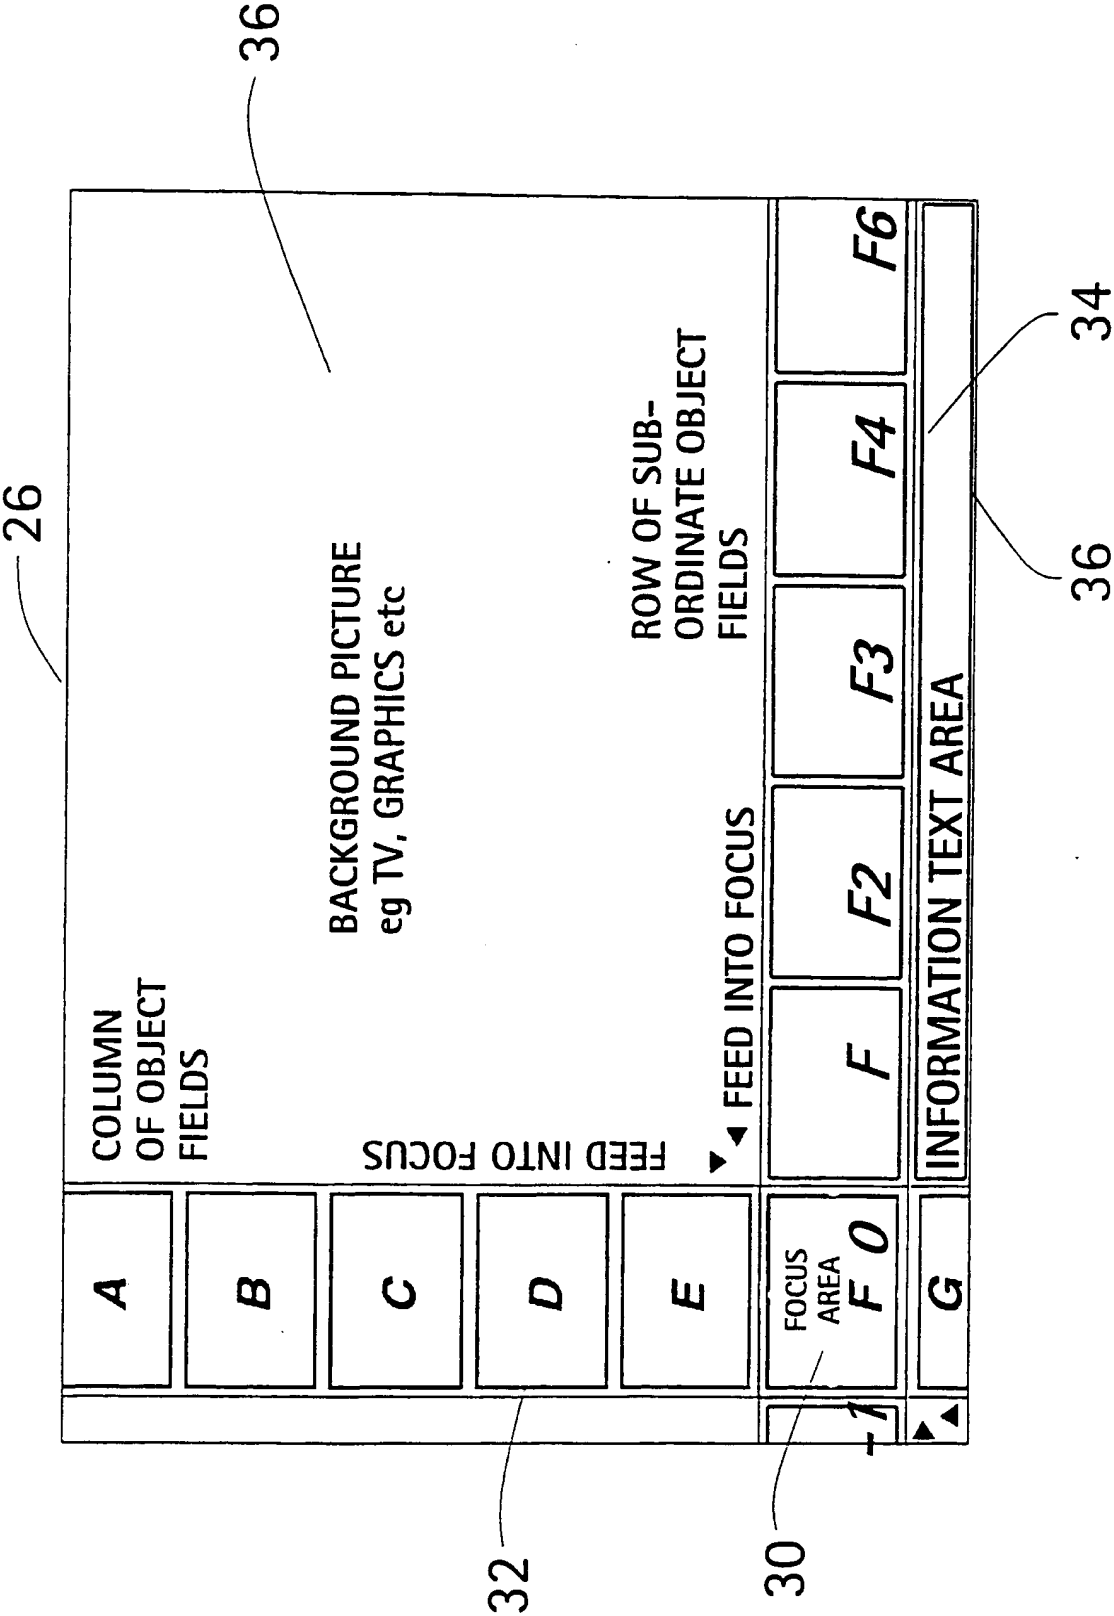 26
36
COLUMN
OF OBJECT
FIELDS
BACKGROUND PICTURE
eg TV, GRAPHICS etc
ROW OF SUB-
ORDINATE OBJECT
FIELDS
FEED INTO FOCUS
◀ FEED INTO FOCUS
A
B
C
D
E
FOCUS
AREA
F 0
-1
F
F2
F3
F4
F6
G
INFORMATION TEXT AREA
32
30
36
34